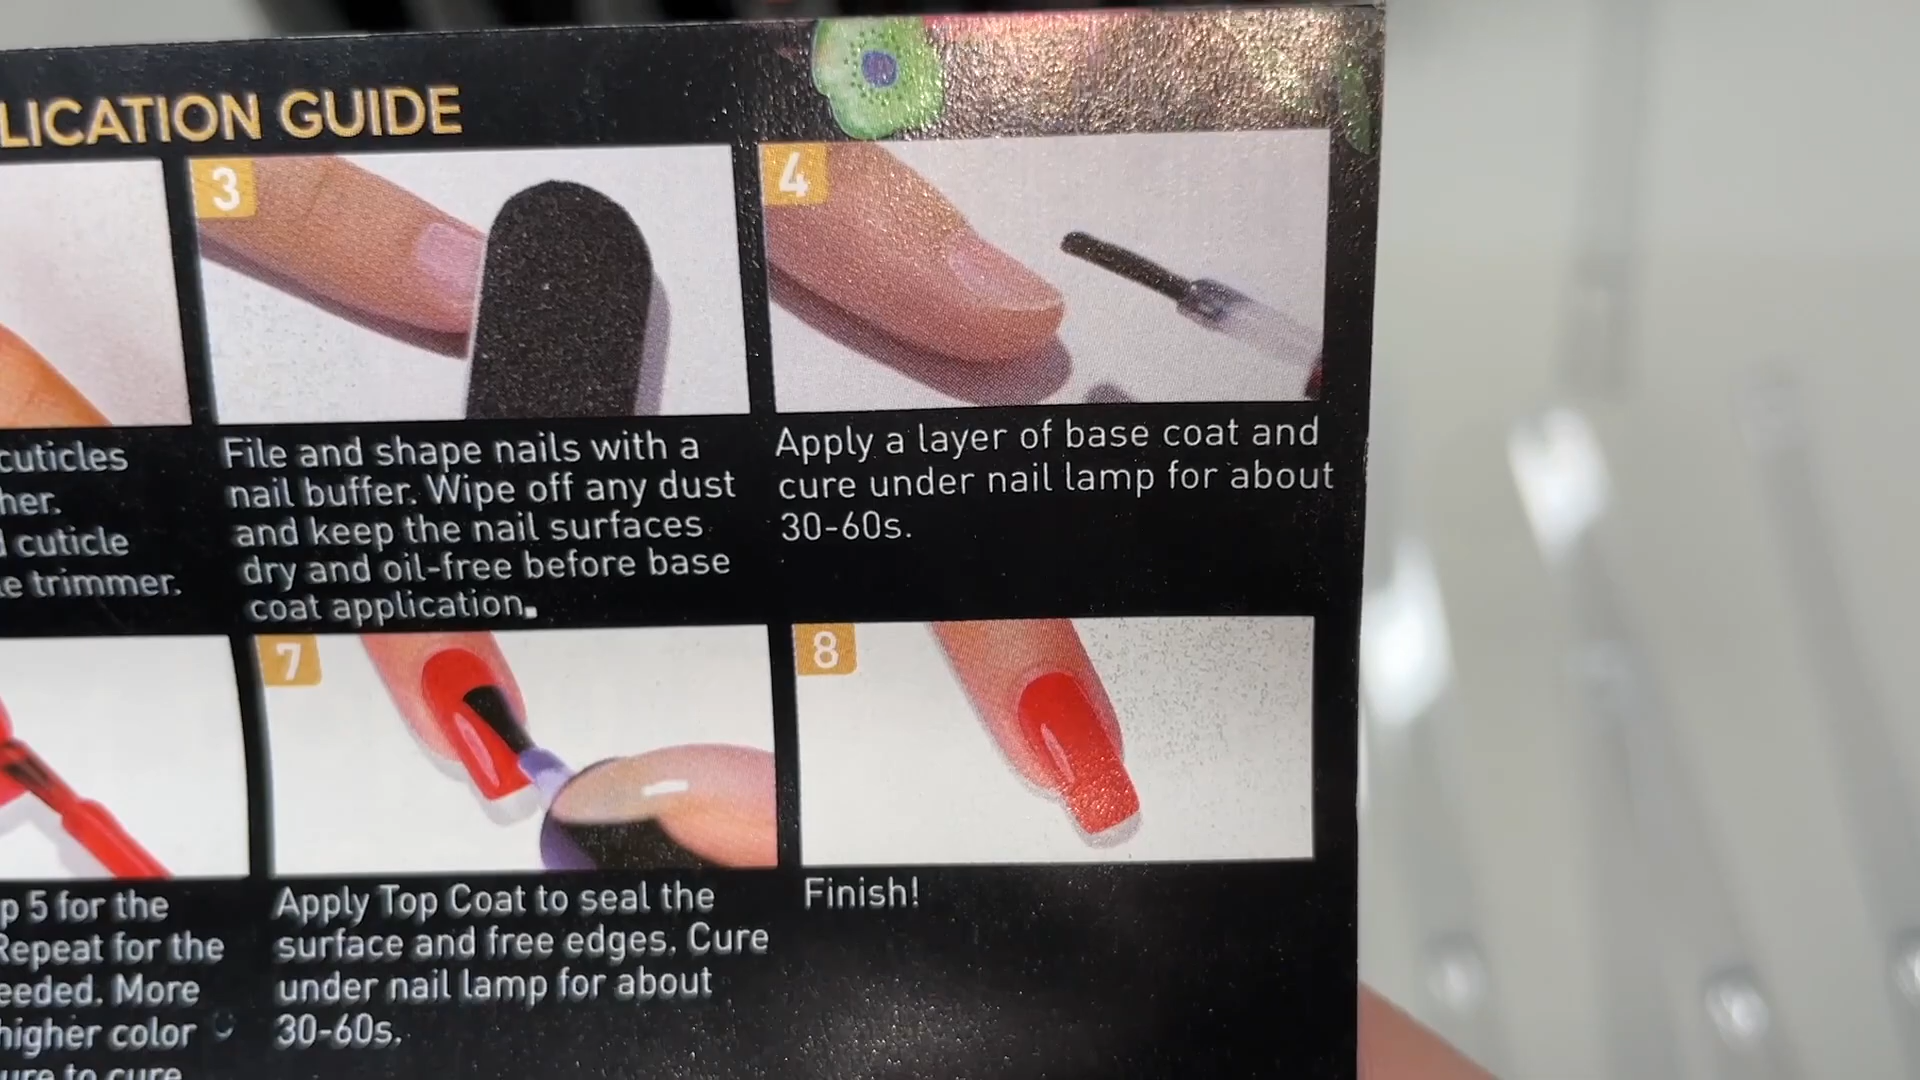 GUIDE
3
4
cuticles
cuticle
trimmer.
File and shape nails with a
nail buffer. Wipe off any dust
and keep the nail surfaces
dry and oil-free before base
coat application.
Apply a layer of base coat and
cure under nail lamp for about
30-60s.
7
8
5 for the
Repeat for the
More
higher color
to cure
Apply Top Coat to seal the
surface and free edges. Cure
under nail lamp for about
30-60s.
Finish!